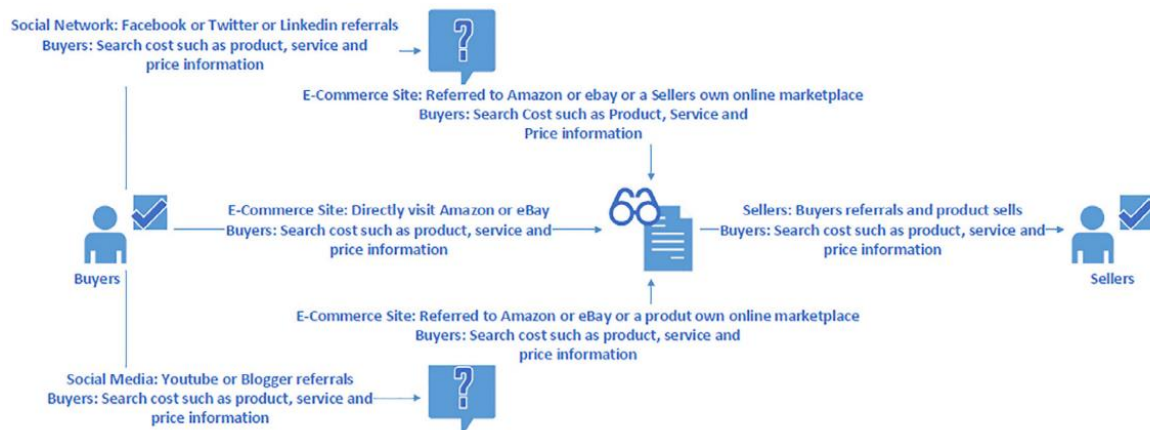 Social Network: Facebook or Twitter or Linkedin referrals
Buyers: Search cost such as product, service and
price information
?
E-Commerce Site: Referred to Amazon or ebay or a Sellers own online marketplace
Buyers: Search Cost such as Product, Service and
Price information
Buyers
E-Commerce Site: Directly visit Amazon or eBay
Buyers: Search cost such as product, service and
price information
Sellers: Buyers referrals and product sells
Buyers: Search cost such as product, service and
price information
Sellers
E-Commerce Site: Referred to Amazon or eBay or a produt own online marketplace
Buyers: Search cost such as product, service and
price information
Social Media: Youtube or Blogger referrals
Buyers: Search cost such as product, service and
price information
?